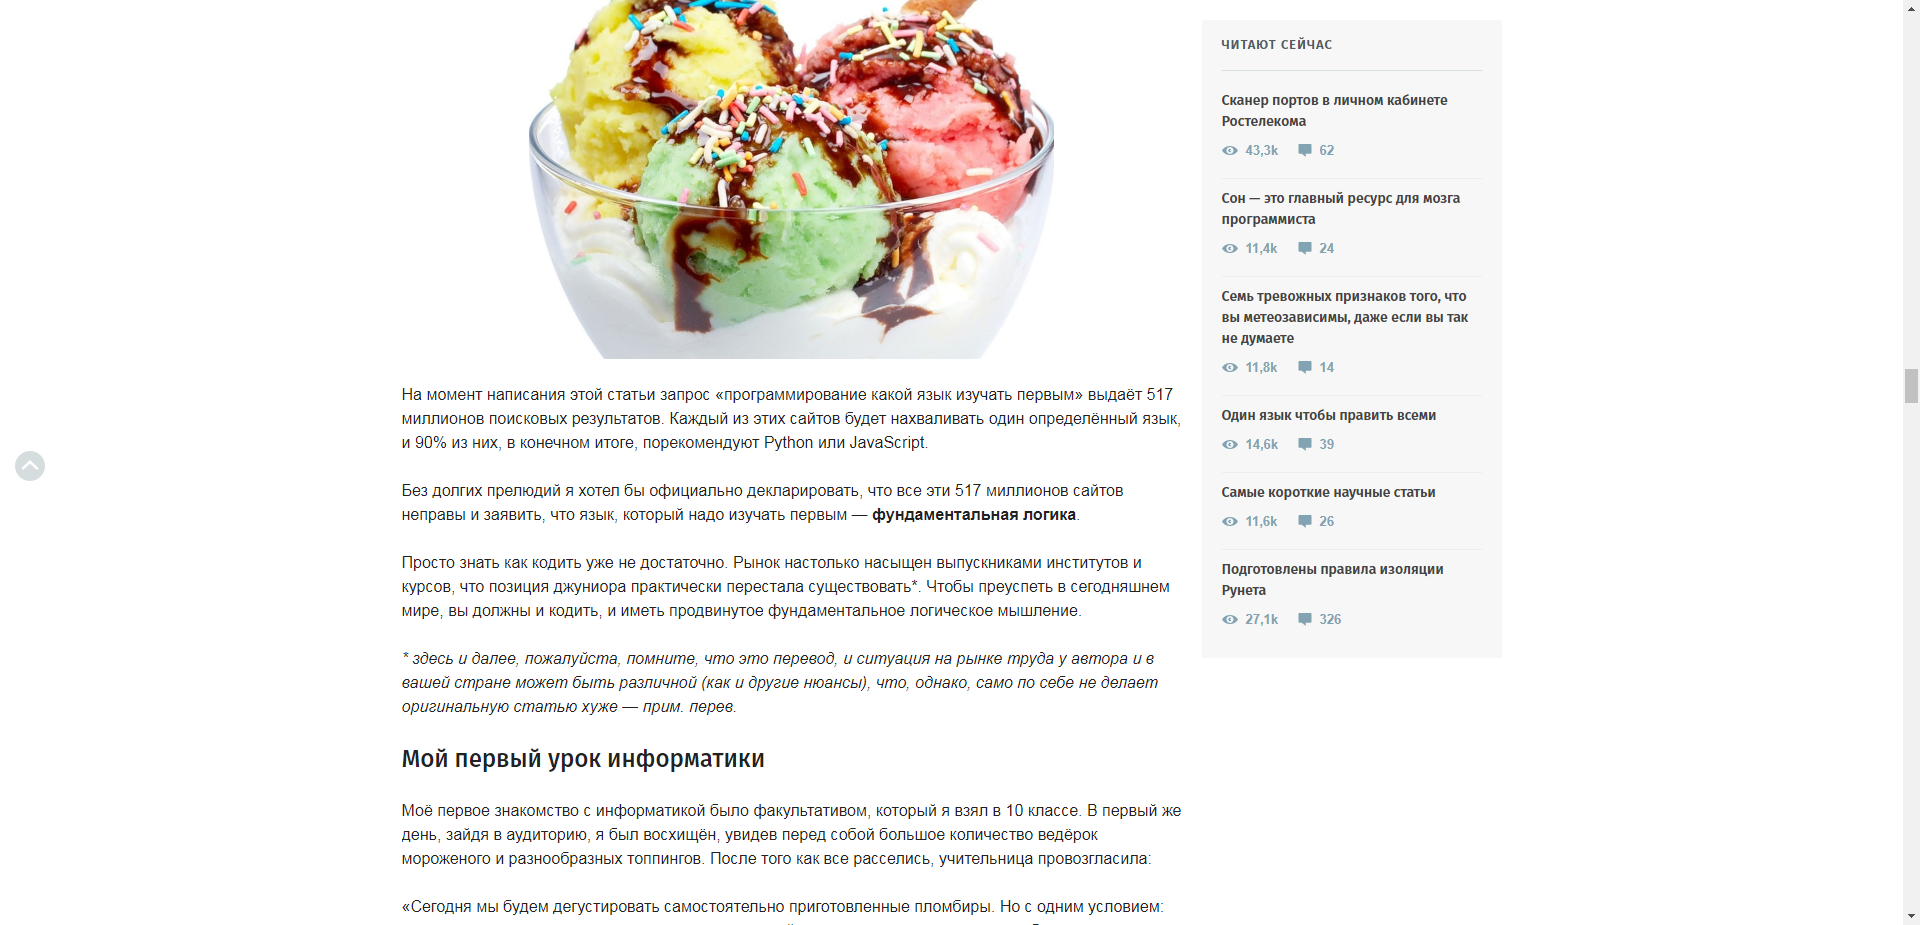 На момент написания этой статьи запрос «программирование какой язык изучать первым» выдаёт 517
миллионов поисковых результатов. Каждый из этих сайтов будет нахваливать один определённый язык,
и 90% из них, в конечном итоге, порекомендуют Python или JavaScript.
Без долгих прелюдий я хотел бы официально декларировать, что все эти 517 миллионов сайтов
неправы и заявить, что язык, который надо изучать первым — фундаментальная логика.
Просто знать как кодить уже не достаточно. Рынок настолько насыщен выпускниками институтов и
курсов, что позиция джуниора практически перестала существовать*. Чтобы преуспеть в сегодняшнем
мире, вы должны и кодить, и иметь продвинутое фундаментальное логическое мышление.
* здесь и далее, пожалуйста, помните, что это перевод, и ситуация на рынке труда у автора и в
вашей стране может быть различной (как и другие нюансы), что, однако, само по себе не делает
оригинальную статью хуже — прим. перев.
Мой первый урок информатики
Моё первое знакомство с информатикой было факультативом, который я взял в 10 классе. В первый же
день, зайдя в аудиторию, я был восхищён, увидев перед собой большое количество ведёрок
мороженого и разнообразных топпингов. После того как все расселись, учительница провозгласила:
«Сегодня мы будем дегустировать самостоятельно приготовленные пломбиры. Но с одним условием:
ЧИТАЮТ СЕЙЧАС
Сканер портов в личном кабинете
Ростелекома
43,3k 62
Сон — это главный ресурс для мозга
программиста
11,4k 24
Семь тревожных признаков того, что
вы метеозависимы, даже если вы так
не думаете
11,8k 14
Один язык чтобы править всеми
14,6k 39
Самые короткие научные статьи
11,6k 26
Подготовлены правила изоляции
Рунета
27,1k 326